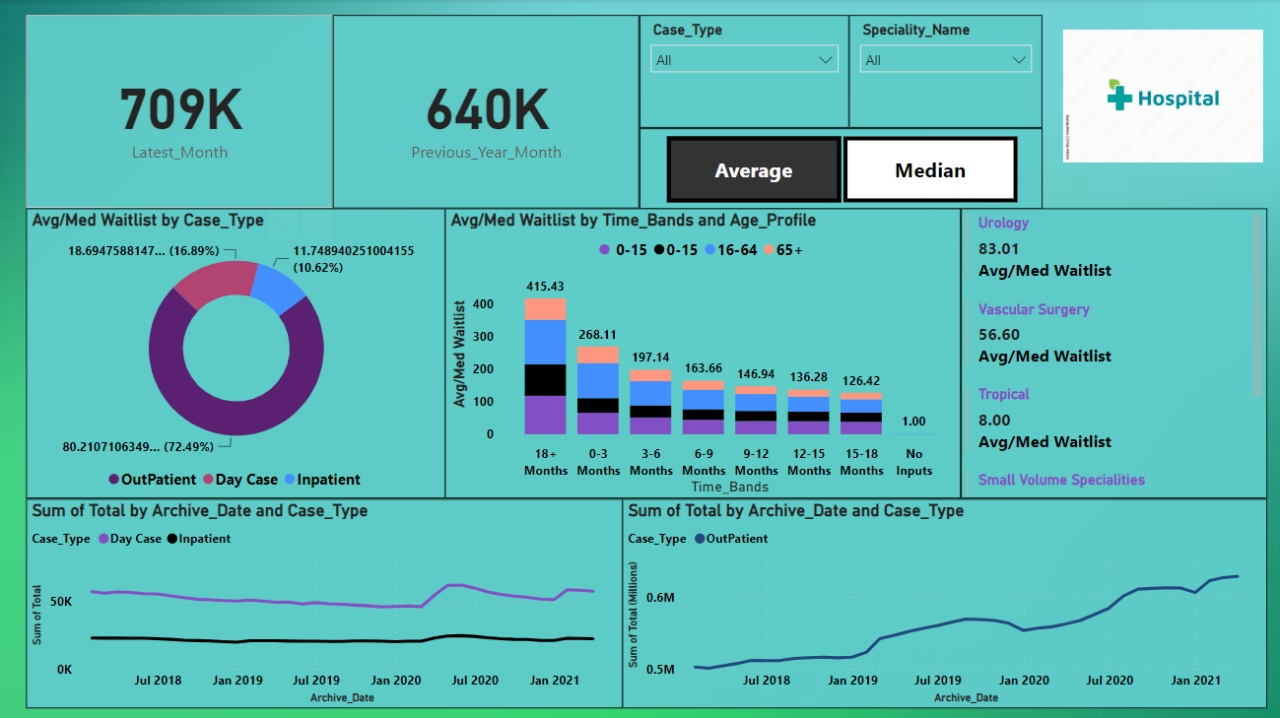 709K
Latest_Month
640K
Previous_Year_Month
Case_Type
All
Speciality_Name
All
Average
Median
Hospital
Avg/Med Waitlist by Case_Type
18.6947588147... (16.89%)
11.748940251004155
(10.62%)
80.2107106349... (72.49%)
OutPatient Day Case Inpatient
Avg/Med Waitlist by Time_Bands and Age_Profile
0-15 0-15 16-64 65+
Avg/Med Waitlist
400
300
200
100
0
415.43
268.11
197.14
163.66
146.94
136.28
126.42
1.00
18+ Months
0-3 Months
3-6 Months
6-9 Months
9-12 Months
12-15 Months
15-18 Months
No Inputs
Time_Bands
Urology
83.01
Avg/Med Waitlist
Vascular Surgery
56.60
Avg/Med Waitlist
Tropical
8.00
Avg/Med Waitlist
Small Volume Specialities
Sum of Total by Archive_Date and Case_Type
Case_Type Day Case Inpatient
Sum of Total
50K
0K
Jul 2018 Jan 2019 Jul 2019 Jan 2020 Jul 2020 Jan 2021
Archive_Date
Sum of Total by Archive_Date and Case_Type
Case_Type OutPatient
Sum of Total (Millions)
0.6M
0.5M
Jul 2018 Jan 2019 Jul 2019 Jan 2020 Jul 2020 Jan 2021
Archive_Date